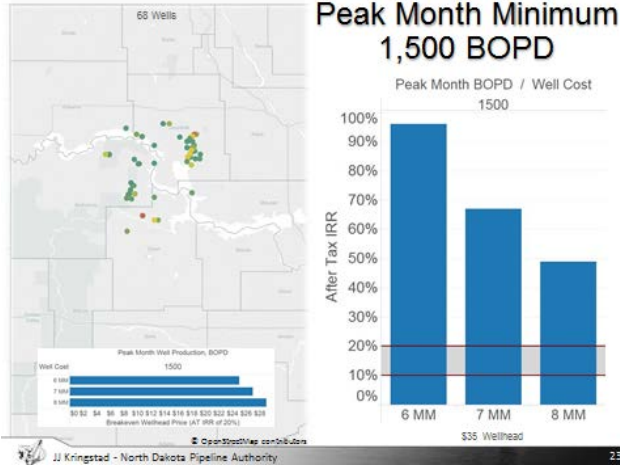 68 Wells
Peak Month Minimum
1,500 BOPD
Peak Month BOPD / Well Cost
1500
100%
90%
80%
70%
60%
50%
40%
30%
20%
10%
0%
After Tax IRR
6 MM 7 MM 8 MM
$35 Wellhead
Peak Month Well Production, BOPD
Well Cost 1500
6 MM
7 MM
8 MM
$0 $2 $4 $6 $8 $10 $12 $14 $16 $18 $20 $22 $24 $26 $28
Breakeven Wellhead Price (AT IRR of 20%)
© OpenStreetMap contributors
JJ Kringstad - North Dakota Pipeline Authority
23